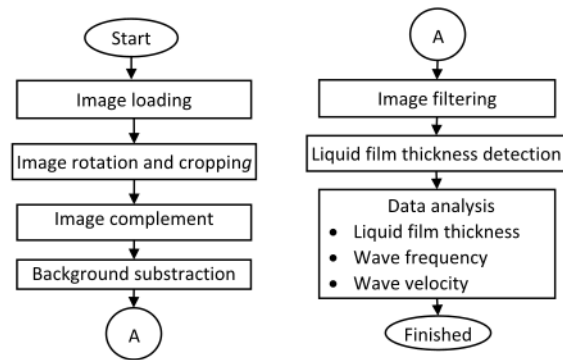 Start
Image loading
Image rotation and cropping
Image complement
Background substraction
A
A
Image filtering
Liquid film thickness detection
Data analysis
• Liquid film thickness
• Wave frequency
• Wave velocity
Finished